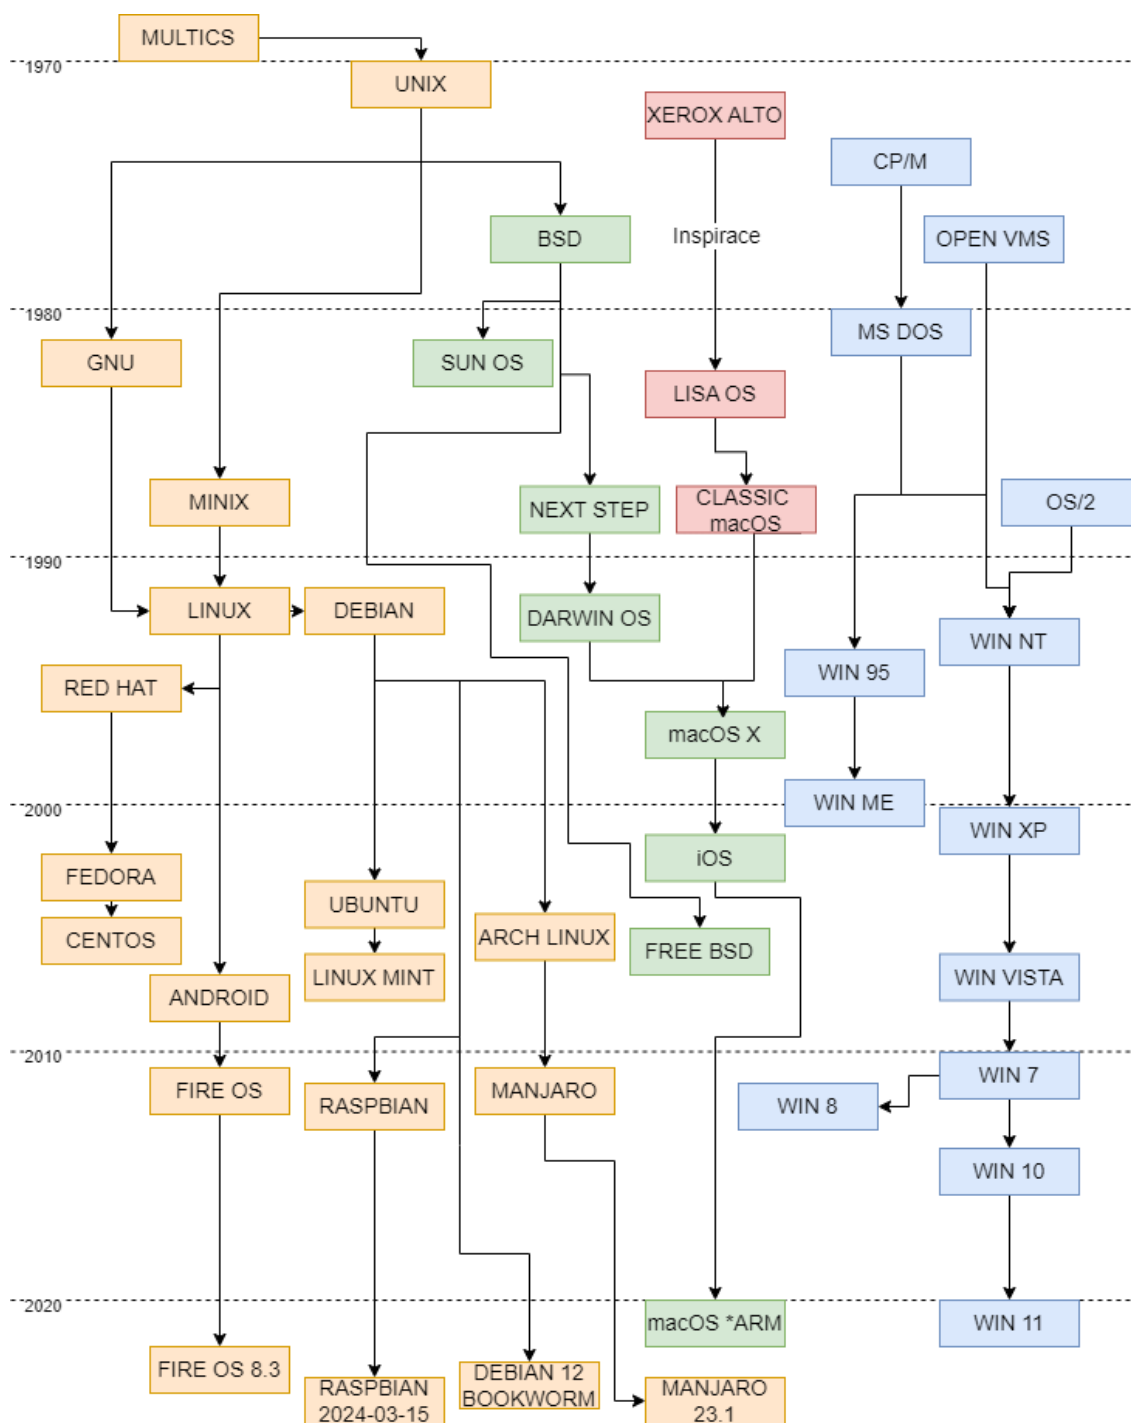 MULTICS
1970
UNIX
XEROX ALTO
CP/M
Inspirace
BSD
OPEN VMS
1980
MS DOS
GNU
SUN OS
LISA OS
MINIX
NEXT STEP
CLASSIC
macOS
OS/2
1990
LINUX
DEBIAN
DARWIN OS
WIN NT
RED HAT
WIN 95
macOS X
WIN ME
2000
WIN XP
iOS
FEDORA
UBUNTU
CENTOS
ARCH LINUX
FREE BSD
LINUX MINT
WIN VISTA
ANDROID
2010
WIN 7
FIRE OS
RASPBIAN
MANJARO
WIN 8
WIN 10
2020
macOS *ARM
WIN 11
FIRE OS 8.3
RASPBIAN
2024-03-15
DEBIAN 12
BOOKWORM
MANJARO
23.1